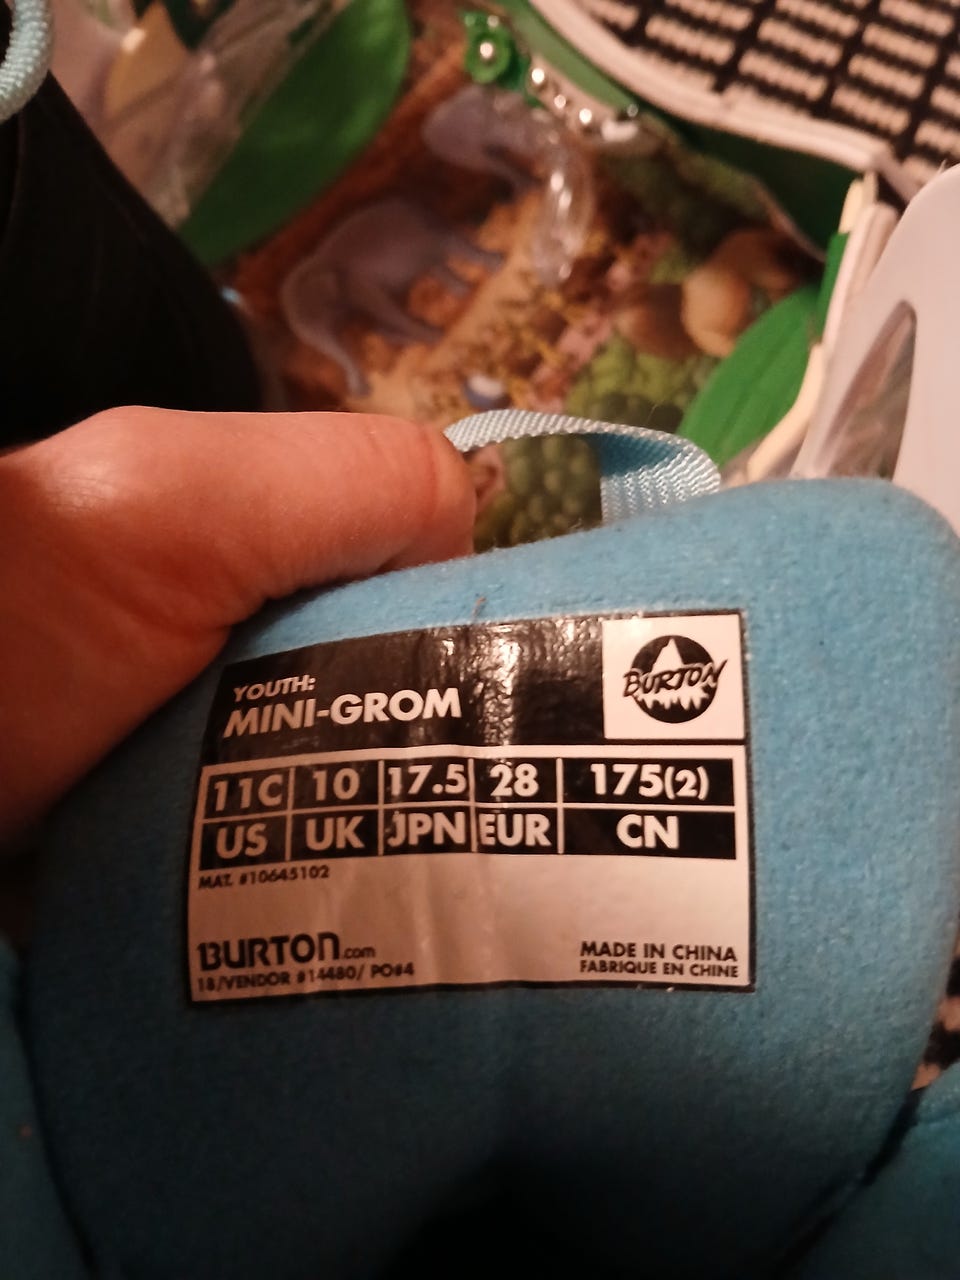 YOUTH:
MINI-GROM
BURTON
11C 10 17.5 28 175(2)
US UK JPN EUR CN
MAT. #10645102
BURTON.com
18/VENDOR #14480/ PO#4
MADE IN CHINA
FABRIQUE EN CHINE